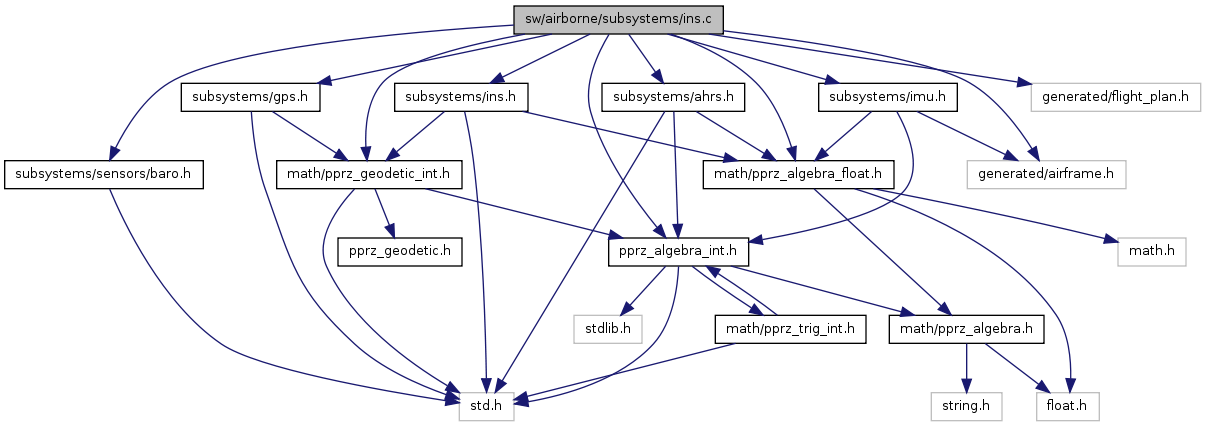 sw/airborne/subsystems/ins.c
subsystems/gps.h
subsystems/ins.h
subsystems/ahrs.h
subsystems/imu.h
generated/flight_plan.h
subsystems/sensors/baro.h
math/pprz_geodetic_int.h
math/pprz_algebra_float.h
generated/airframe.h
pprz_geodetic.h
pprz_algebra_int.h
math.h
stdlib.h
math/pprz_trig_int.h
math/pprz_algebra.h
std.h
string.h
float.h